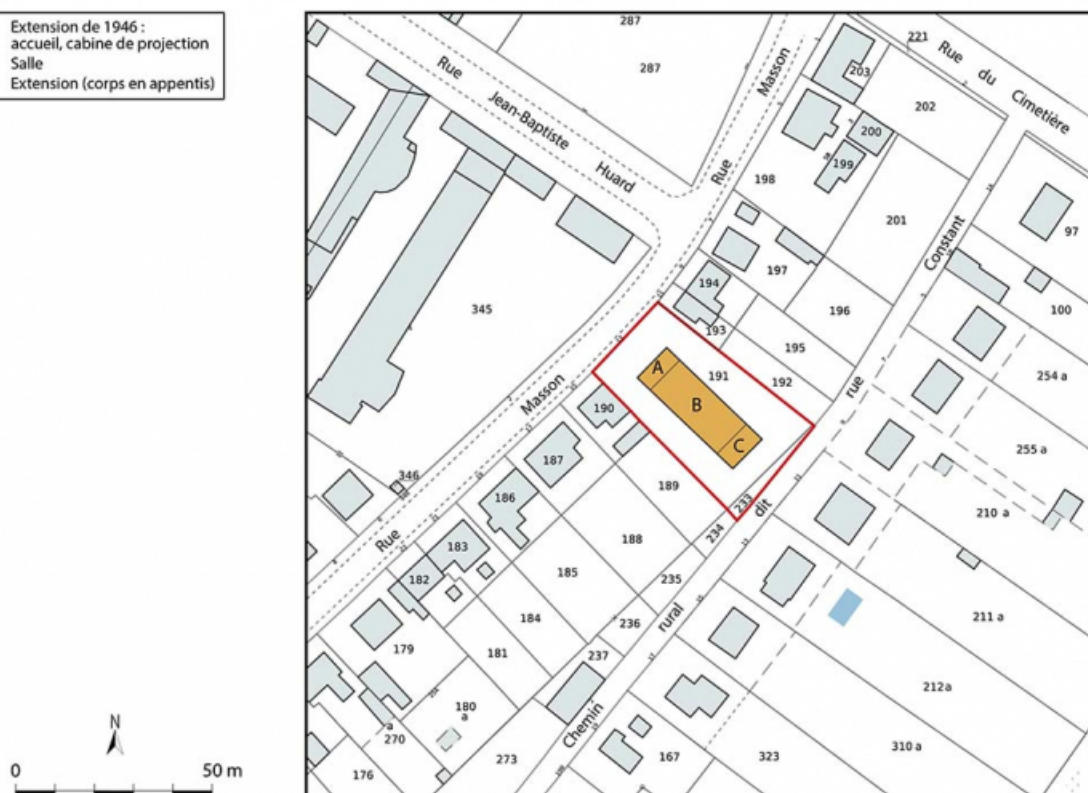 Extension de 1946 :
accueil, cabine de projection
Salle
Extension (corps en appentis)
N
0 50 m
Rue Jean-Baptiste Huard
Rue Masson
Rue du Cimetière
Rue Masson
Chemin rural dit rue Constant
287
287
221
203
202
200
199
198
201
97
197
196
100
194
193
195
192
191
254 a
345
A
B
C
190
255 a
346
187
189
233
210 a
186
234
188
183
182
185
235
211 a
184
236
179
181
237
212a
180
a
a
270
273
310 a
176
167
323